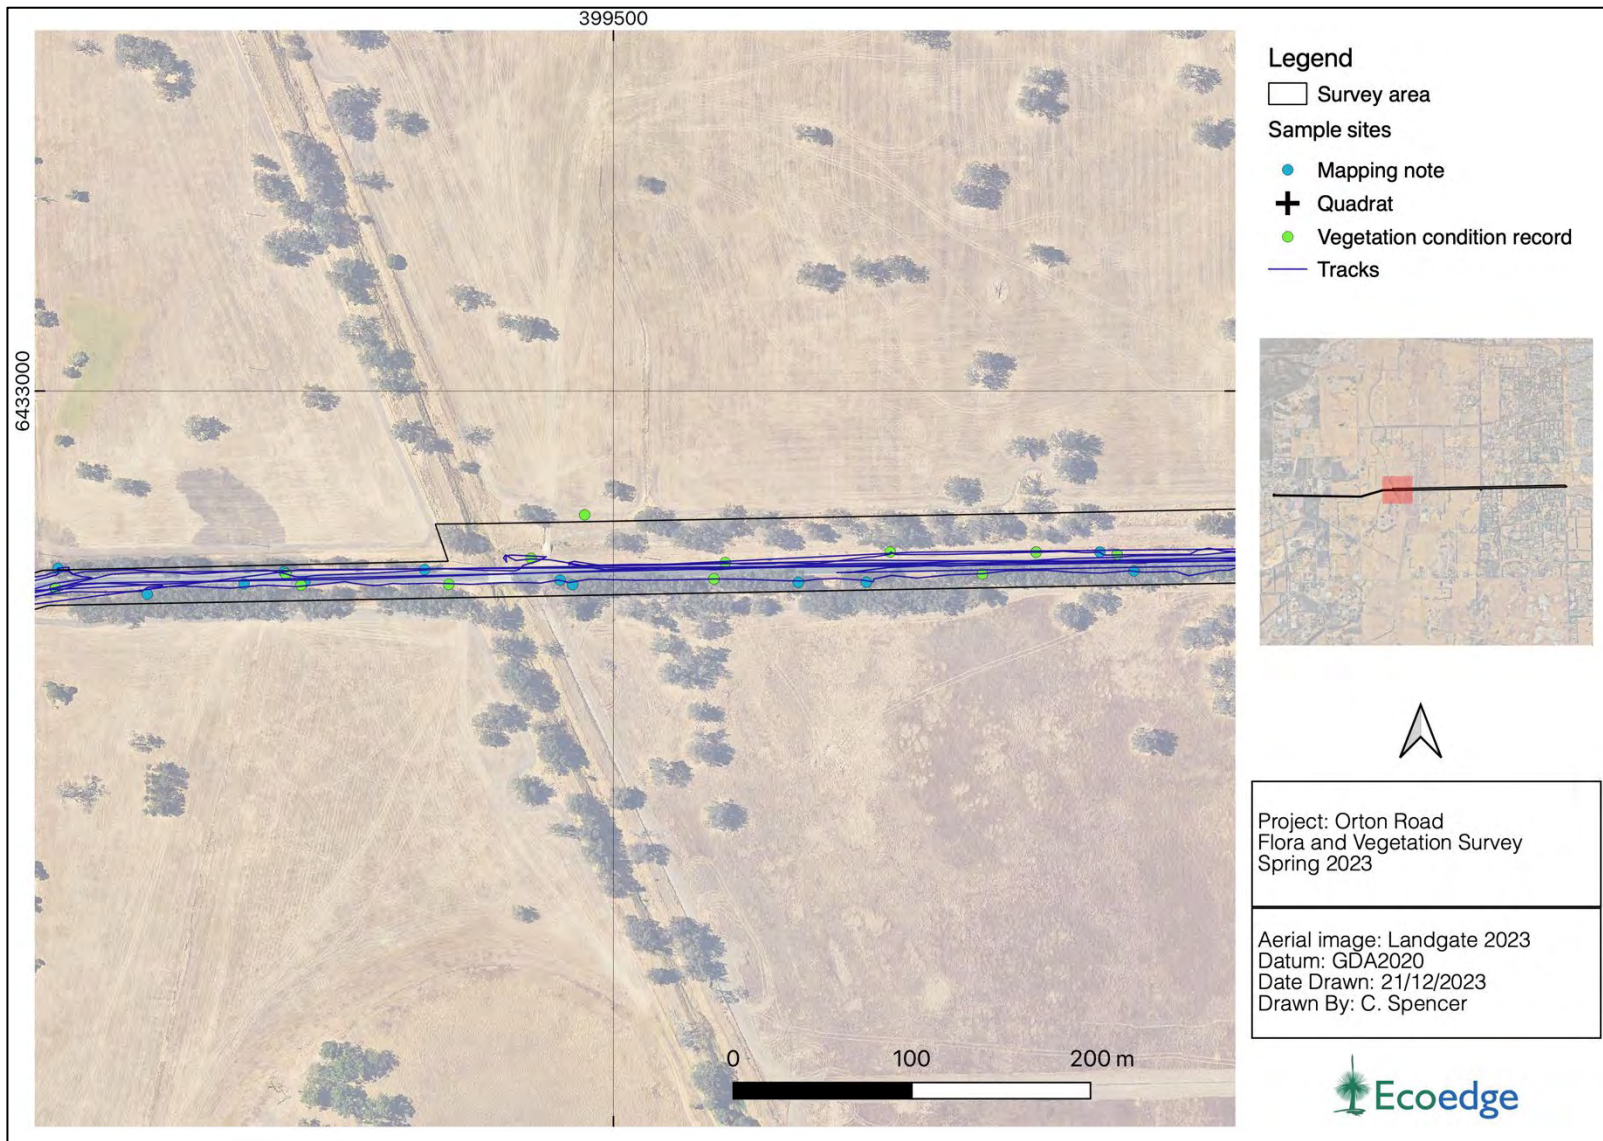 399500
6433000
Legend
Survey area
Sample sites
Mapping note
Quadrat
Vegetation condition record
Tracks
Project: Orton Road
Flora and Vegetation Survey
Spring 2023
Aerial image: Landgate 2023
Datum: GDA2020
Date Drawn: 21/12/2023
Drawn By: C. Spencer
0 100 200 m
Ecoedge